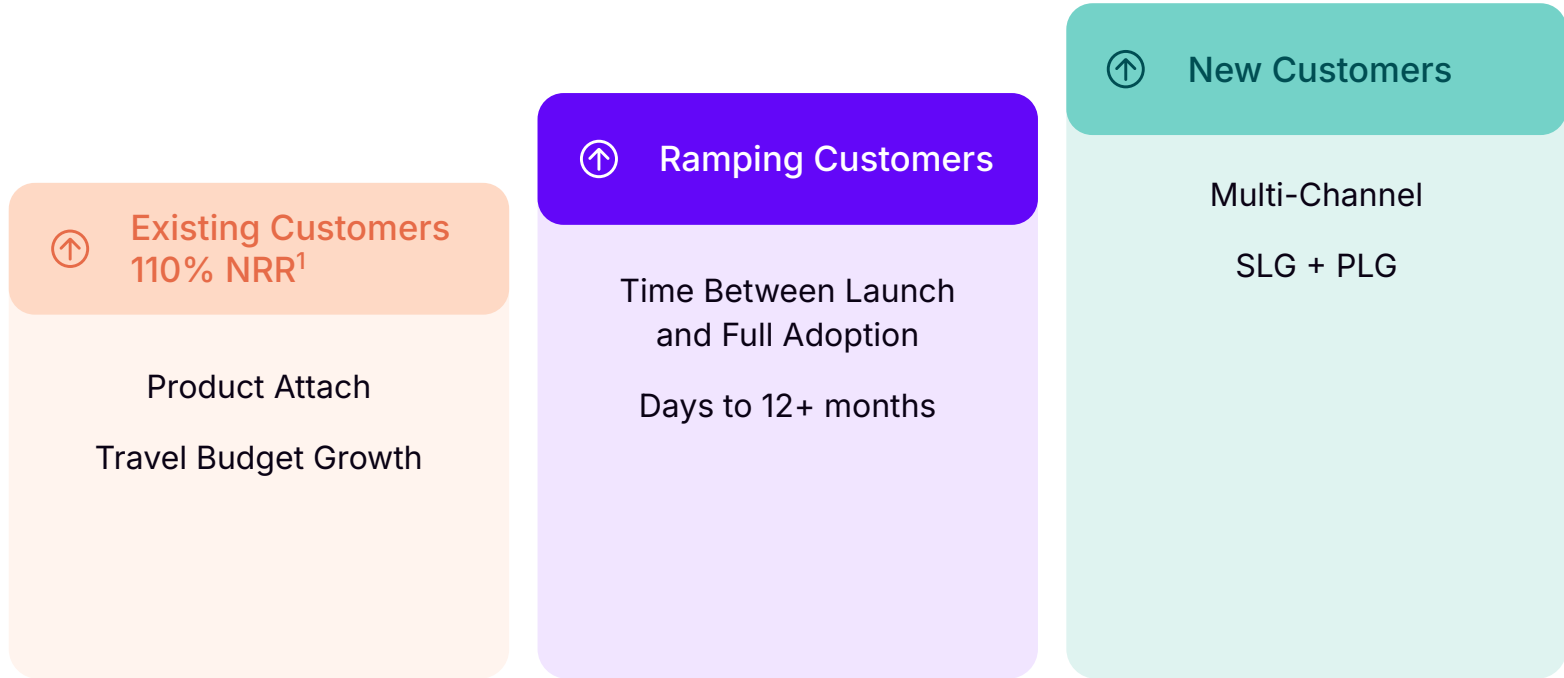 Existing Customers
110% NRR¹
Product Attach
Travel Budget Growth
Ramping Customers
Time Between Launch
and Full Adoption
Days to 12+ months
New Customers
Multi-Channel
SLG + PLG